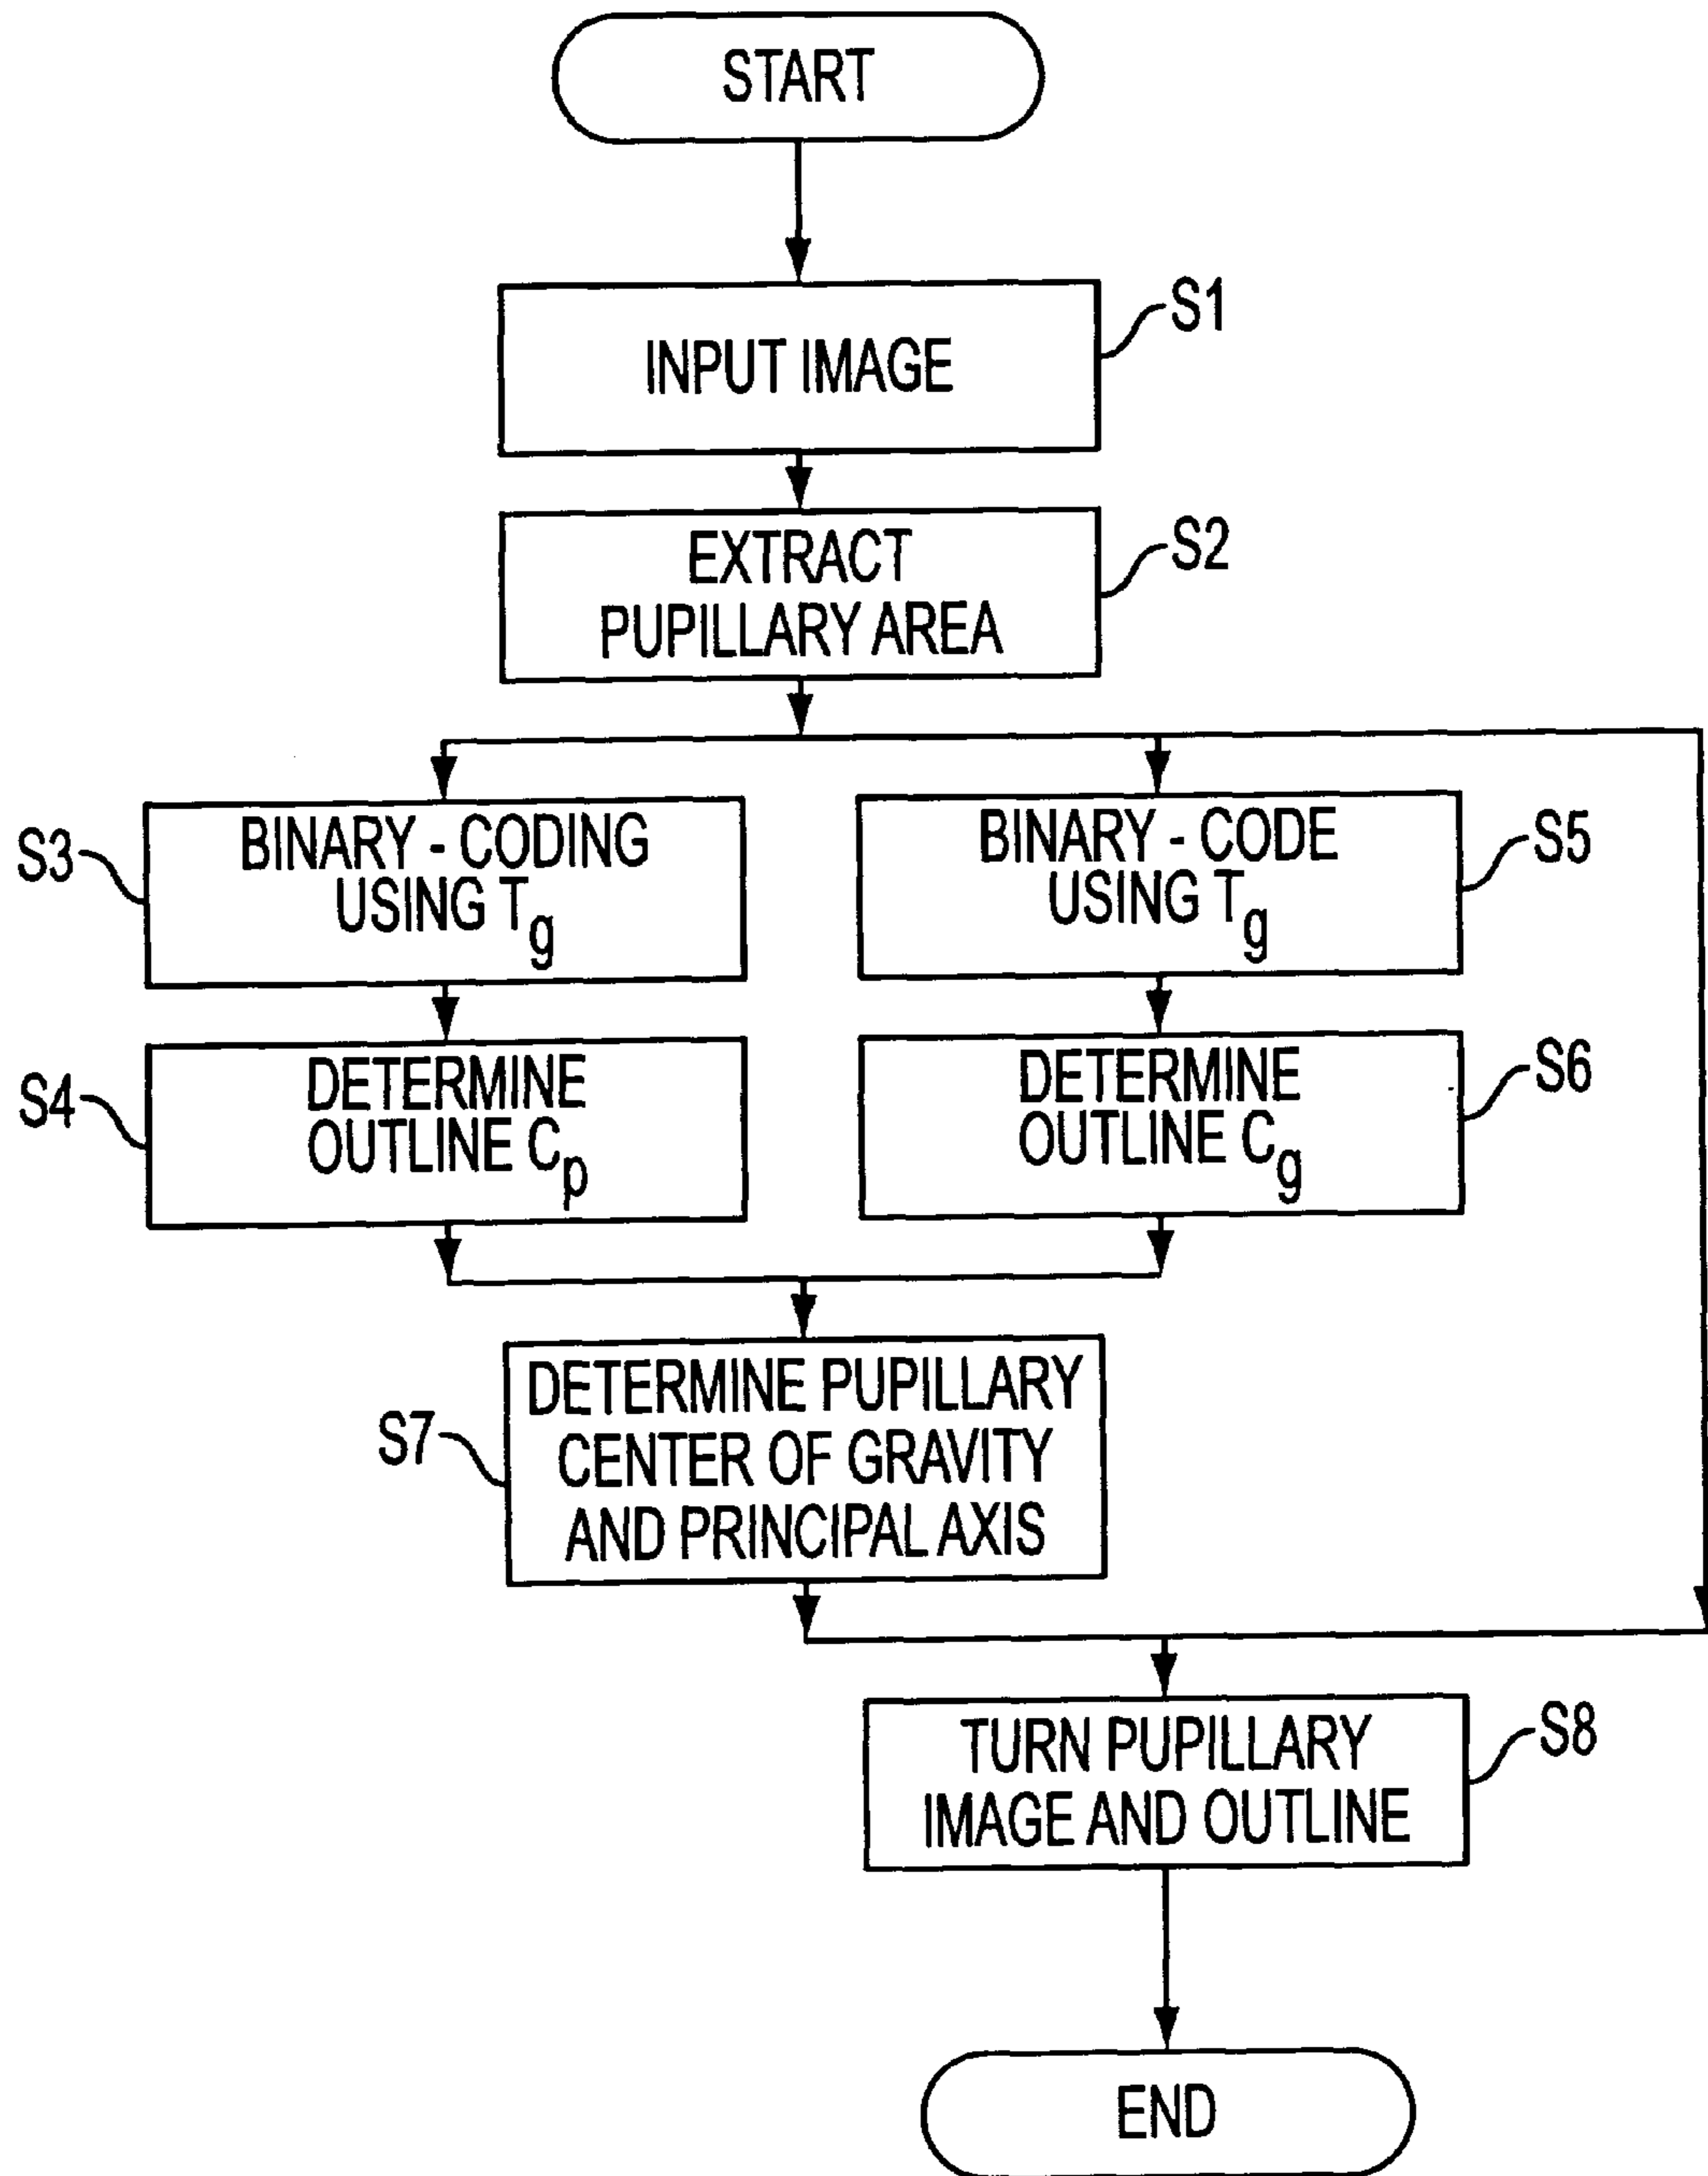 START
INPUT IMAGE
S1
EXTRACT
PUPILLARY AREA
S2
S3
BINARY - CODING
USING Tg
BINARY - CODE
USING Tg
S5
S4
DETERMINE
OUTLINE Cp
DETERMINE
OUTLINE Cg
S6
S7
DETERMINE PUPILLARY
CENTER OF GRAVITY
AND PRINCIPAL AXIS
TURN PUPILLARY
IMAGE AND OUTLINE
S8
END